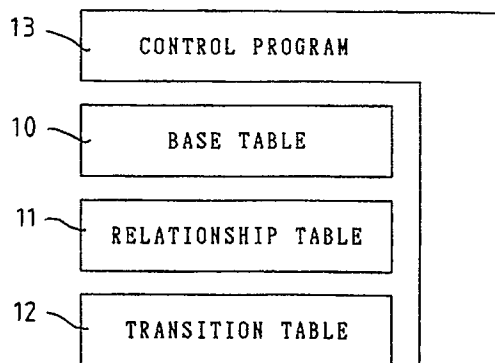 13 CONTROL PROGRAM
10 BASE TABLE
11 RELATIONSHIP TABLE
12 TRANSITION TABLE